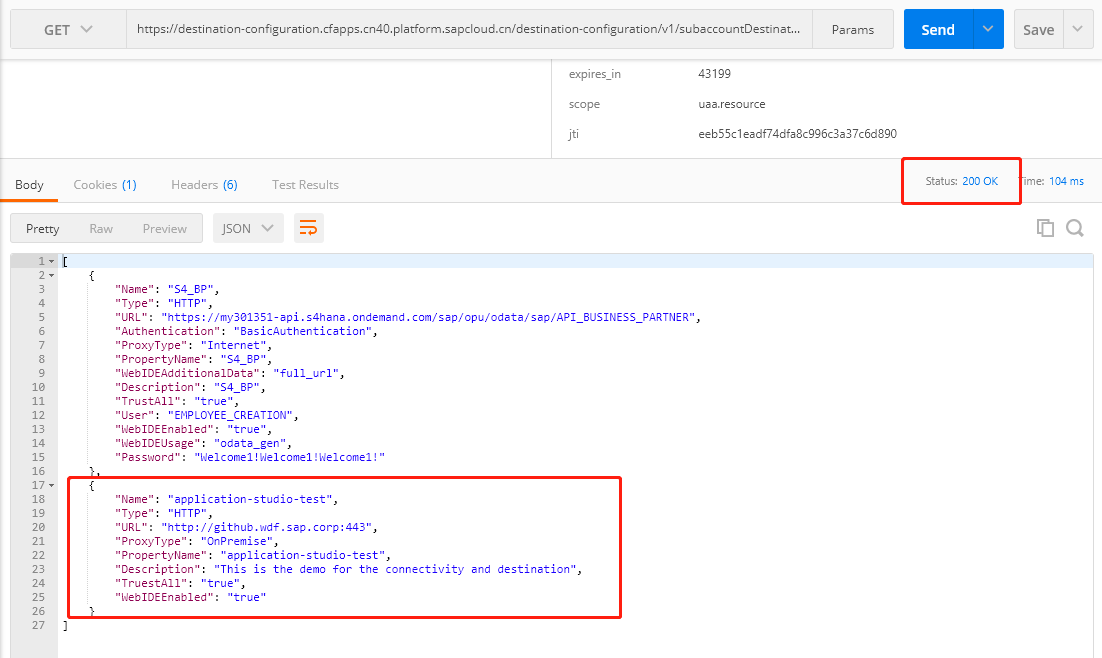 GET https://destination-configuration.cfapps.cn40.platform.sapcloud.cn/destination-configuration/v1/subaccountDestinat... Params Send Save
expires_in 43199
scope uaa.resource
jti eeb55c1eadf74dfa8c996c3a37c6d890
Body Cookies (1) Headers (6) Test Results Status: 200 OK Time: 104 ms
Pretty Raw Preview JSON
1 [
2 {
3 "Name": "S4_BP",
4 "Type": "HTTP",
5 "URL": "https://my301351-api.s4hana.ondemand.com/sap/opu/odata/sap/API_BUSINESS_PARTNER",
6 "Authentication": "BasicAuthentication",
7 "ProxyType": "Internet",
8 "PropertyName": "S4_BP",
9 "WebIDEAdditionalData": "full_url",
10 "Description": "S4_BP",
11 "TrustAll": "true",
12 "User": "EMPLOYEE_CREATION",
13 "WebIDEEnabled": "true",
14 "WebIDEUsage": "odata_gen",
15 "Password": "Welcome1!Welcome1!Welcome1!"
16 },
17 {
18 "Name": "application-studio-test",
19 "Type": "HTTP",
20 "URL": "http://github.wdf.sap.corp:443",
21 "ProxyType": "OnPremise",
22 "PropertyName": "application-studio-test",
23 "Description": "This is the demo for the connectivity and destination",
24 "TruestAll": "true",
25 "WebIDEEnabled": "true"
26 }
27 ]